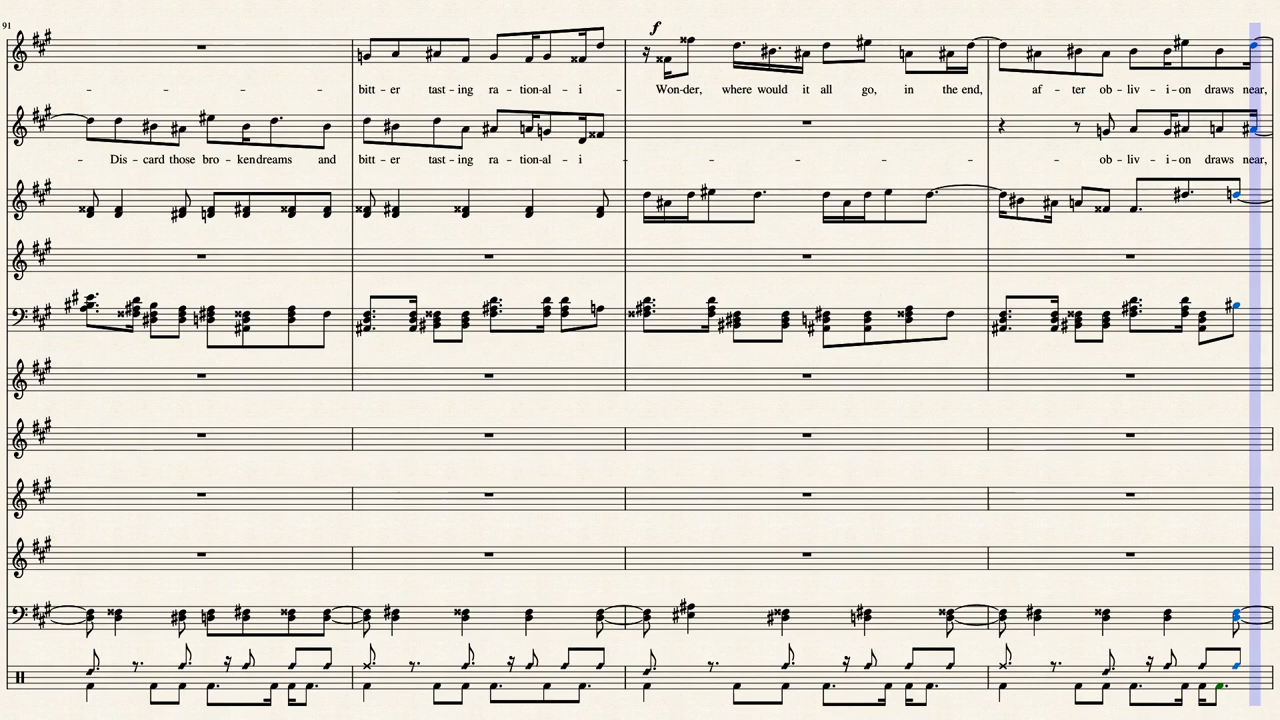 91
f
bitt - er tast - ing ra - tion-al - i - Won-der, where would it all go, in the end, af - ter ob - liv - i - on draws near,
- Dis - card those bro - ken dreams and bitt - er tast - ing ra - tion-al - i - - - - - - ob - liv - i - on draws near,